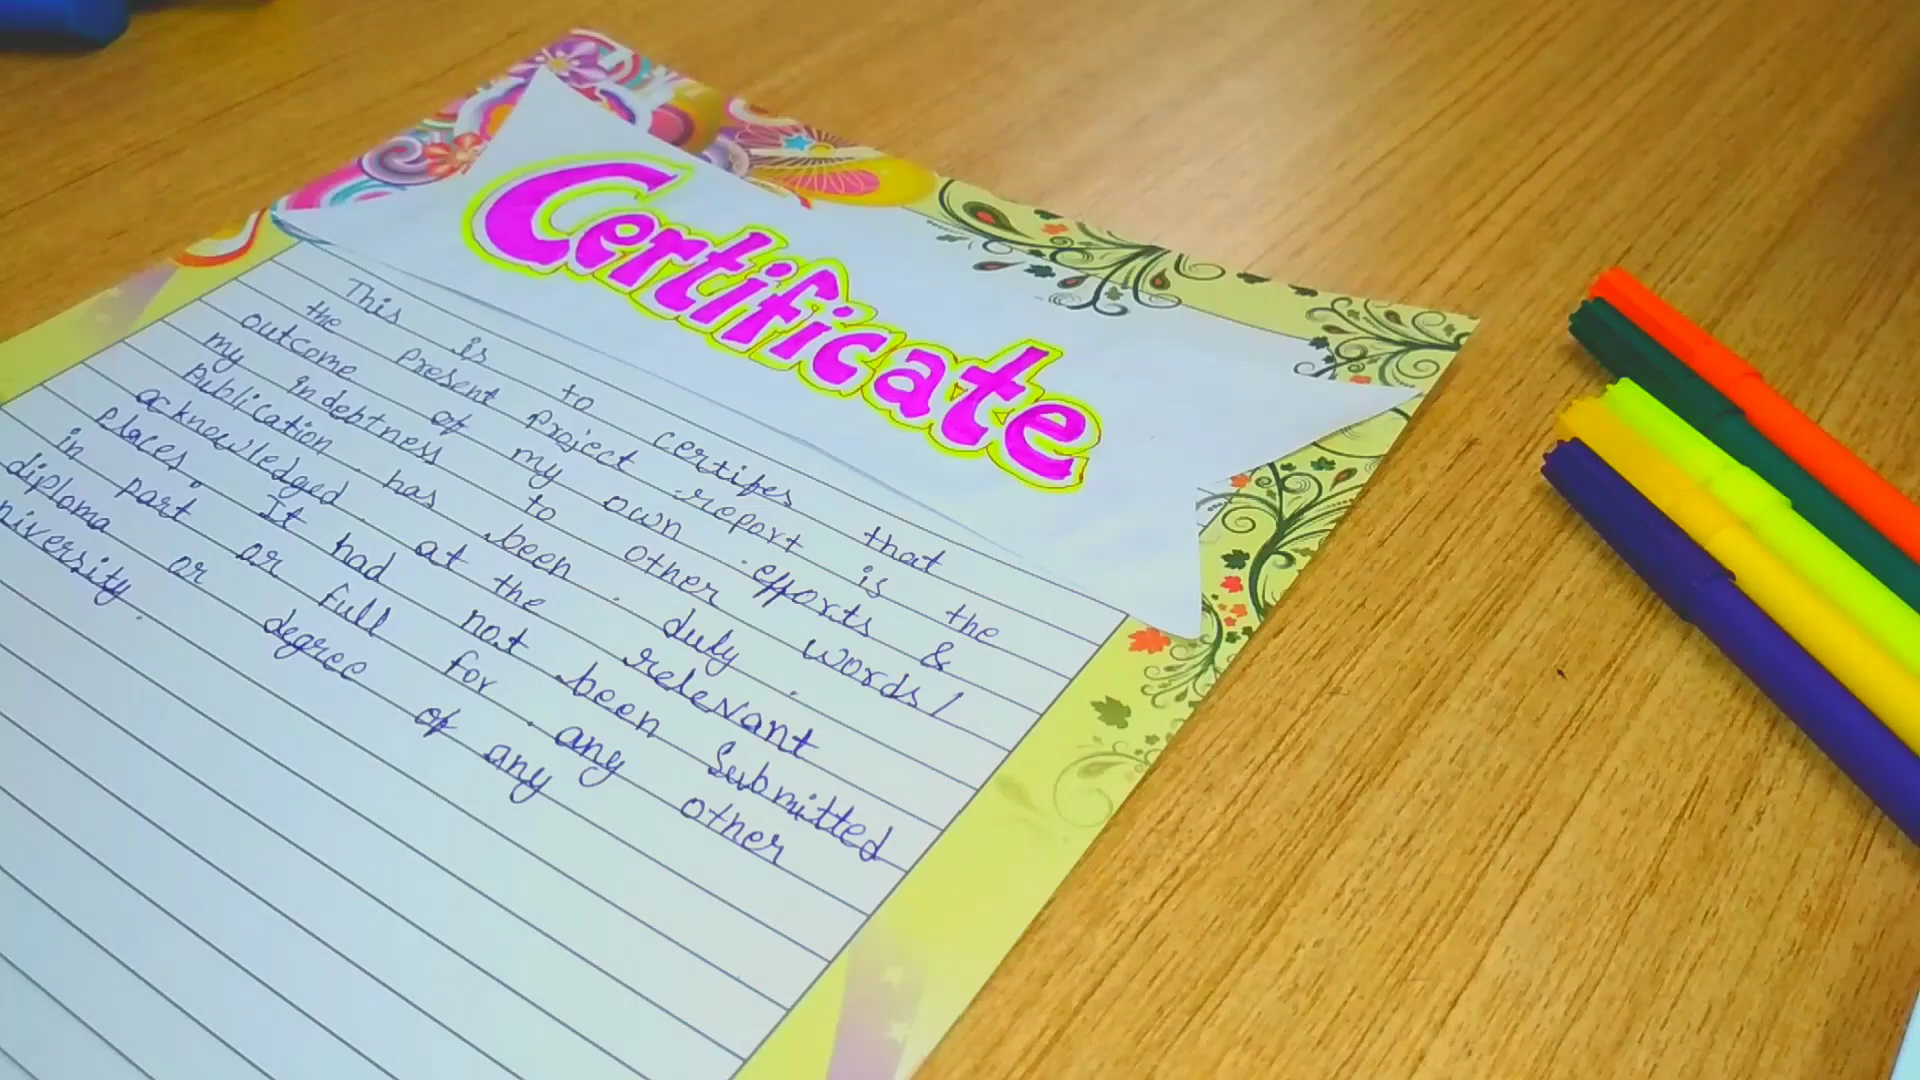 Certificate
This is to certifes that
the present project report is the
outcome of my own efforts &
my indebtness to other words/
publication has been duly
acknowledged at the relevant
places. It had not been Submitted
in part or full for any other
diploma or degree of any
niversity.